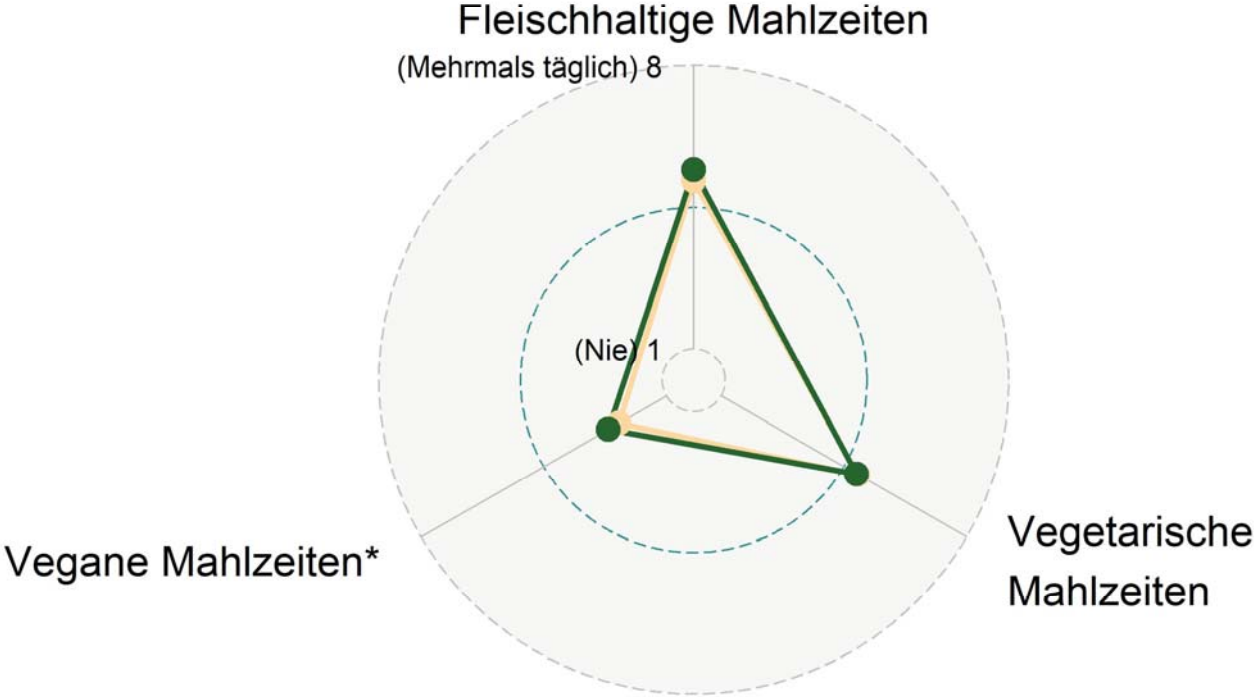 Fleischhaltige Mahlzeiten
(Mehrmals täglich) 8
(Nie) 1
Vegane Mahlzeiten*
Vegetarische
Mahlzeiten